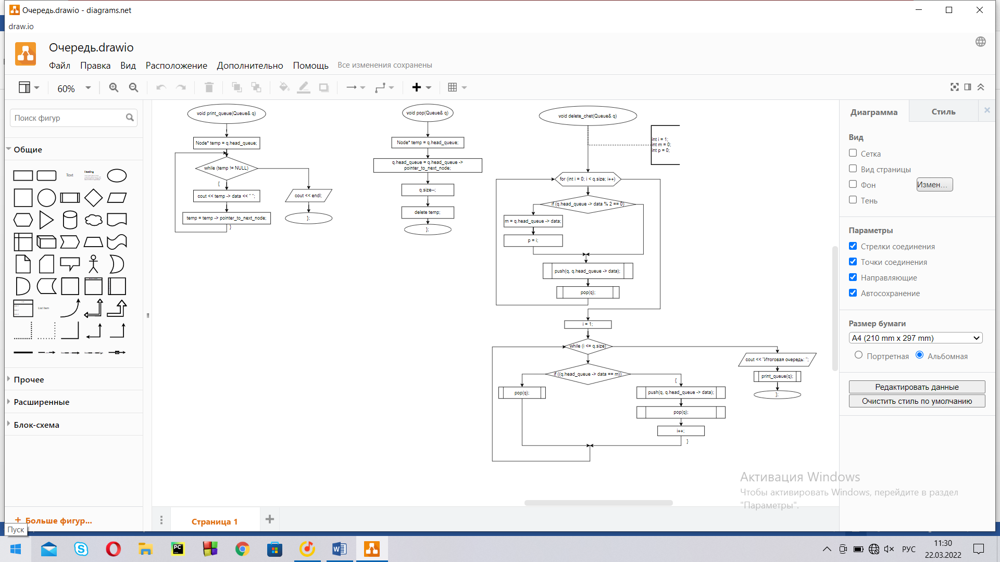 Очередь.drawio - diagrams.net
draw.io
Очередь.drawio
Файл Правка Вид Расположение Дополнительно Помощь Все изменения сохранены
60%
Поиск фигур
Общие
Text
Heading
List Item
Прочее
Расширенные
Блок-схема
+ Больше фигур...
Пуск
void print_queue(Queue& q)
Node* temp = q.head_queue;
while (temp != NULL)
{
cout << temp -> data << " ";
temp = temp -> pointer_to_next_node;
}
cout << endl;
};
void pop(Queue& q)
Node* temp = q.head_queue;
q.head_queue = q.head_queue ->
pointer_to_next_node;
q.size--;
delete temp;
};
void delete_chet(Queue& q)
int i = 1;
int m = 0;
int p = 0;
for (int i = 0; i < q.size; i++)
if (q.head_queue -> data % 2 == 0)
m = q.head_queue -> data;
p = i;
push(q, q.head_queue -> data);
pop(q);
i = 1;
while (i <= q.size)
if ((q.head_queue -> data == m))
pop(q);
{
push(q, q.head_queue -> data);
pop(q);
i++;
}
cout << "Итоговая очередь: ";
print_queue(q);
};
Диаграмма Стиль
Вид
Сетка
Вид страницы
Фон Измен...
Тень
Параметры
Стрелки соединения
Точки соединения
Направляющие
Автосохранение
Размер бумаги
A4 (210 mm x 297 mm)
Портретная Альбомная
Редактировать данные
Очистить стиль по умолчанию
Активация Windows
Чтобы активировать Windows, перейдите в раздел
"Параметры".
Страница 1
PC
РУС
11:30
22.03.2022